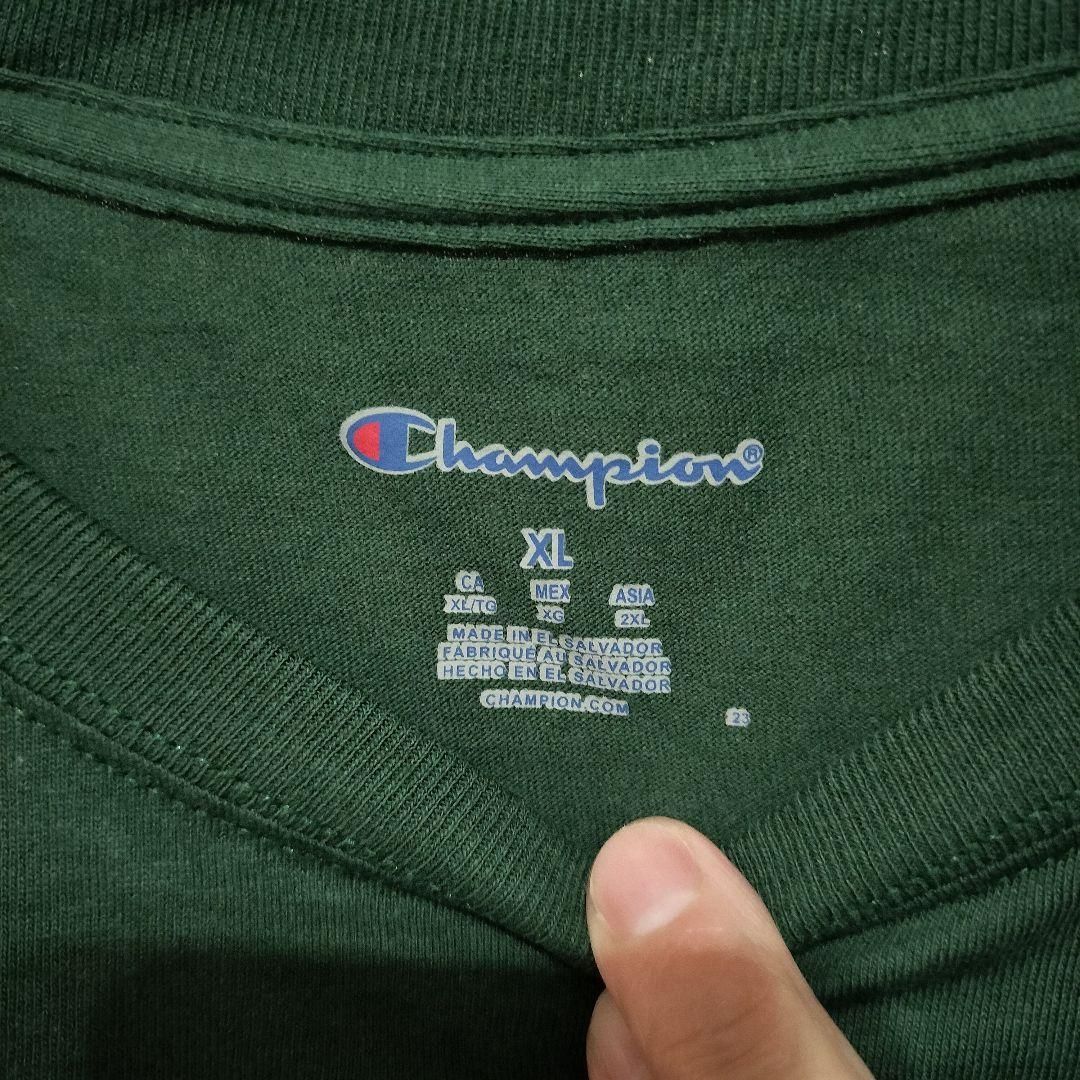 Champion®
XL
CA MEX ASIA
XL/TG XG 2XL
MADE IN EL SALVADOR
FABRIQUÉ AU SALVADOR
HECHO EN EL SALVADOR
CHAMPION.COM
23